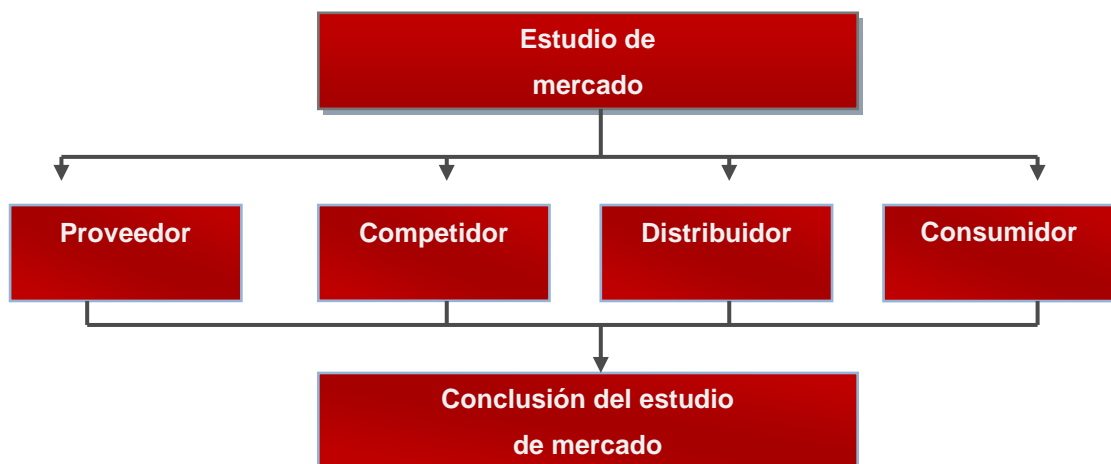 Estudio de
mercado
Proveedor
Competidor
Distribuidor
Consumidor
Conclusión del estudio
de mercado